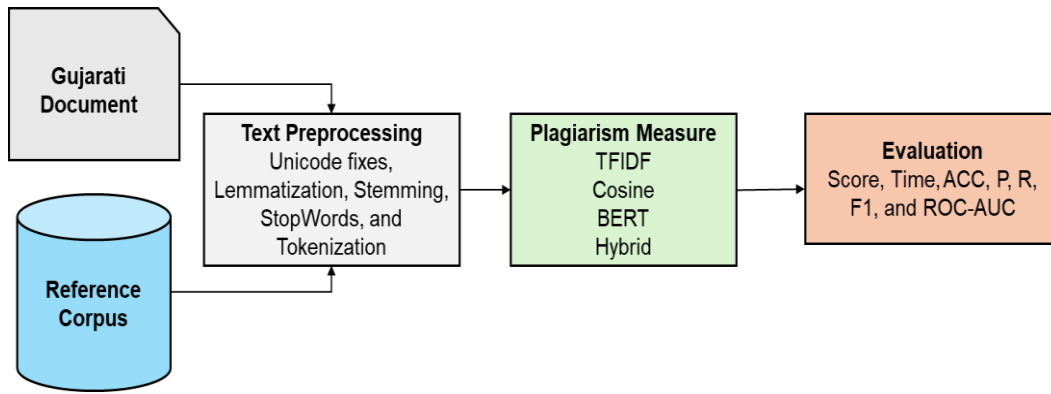 Gujarati
Document
Reference
Corpus
Text Preprocessing
Unicode fixes,
Lemmatization, Stemming,
StopWords, and
Tokenization
Plagiarism Measure
TFIDF
Cosine
BERT
Hybrid
Evaluation
Score, Time, ACC, P, R,
F1, and ROC-AUC